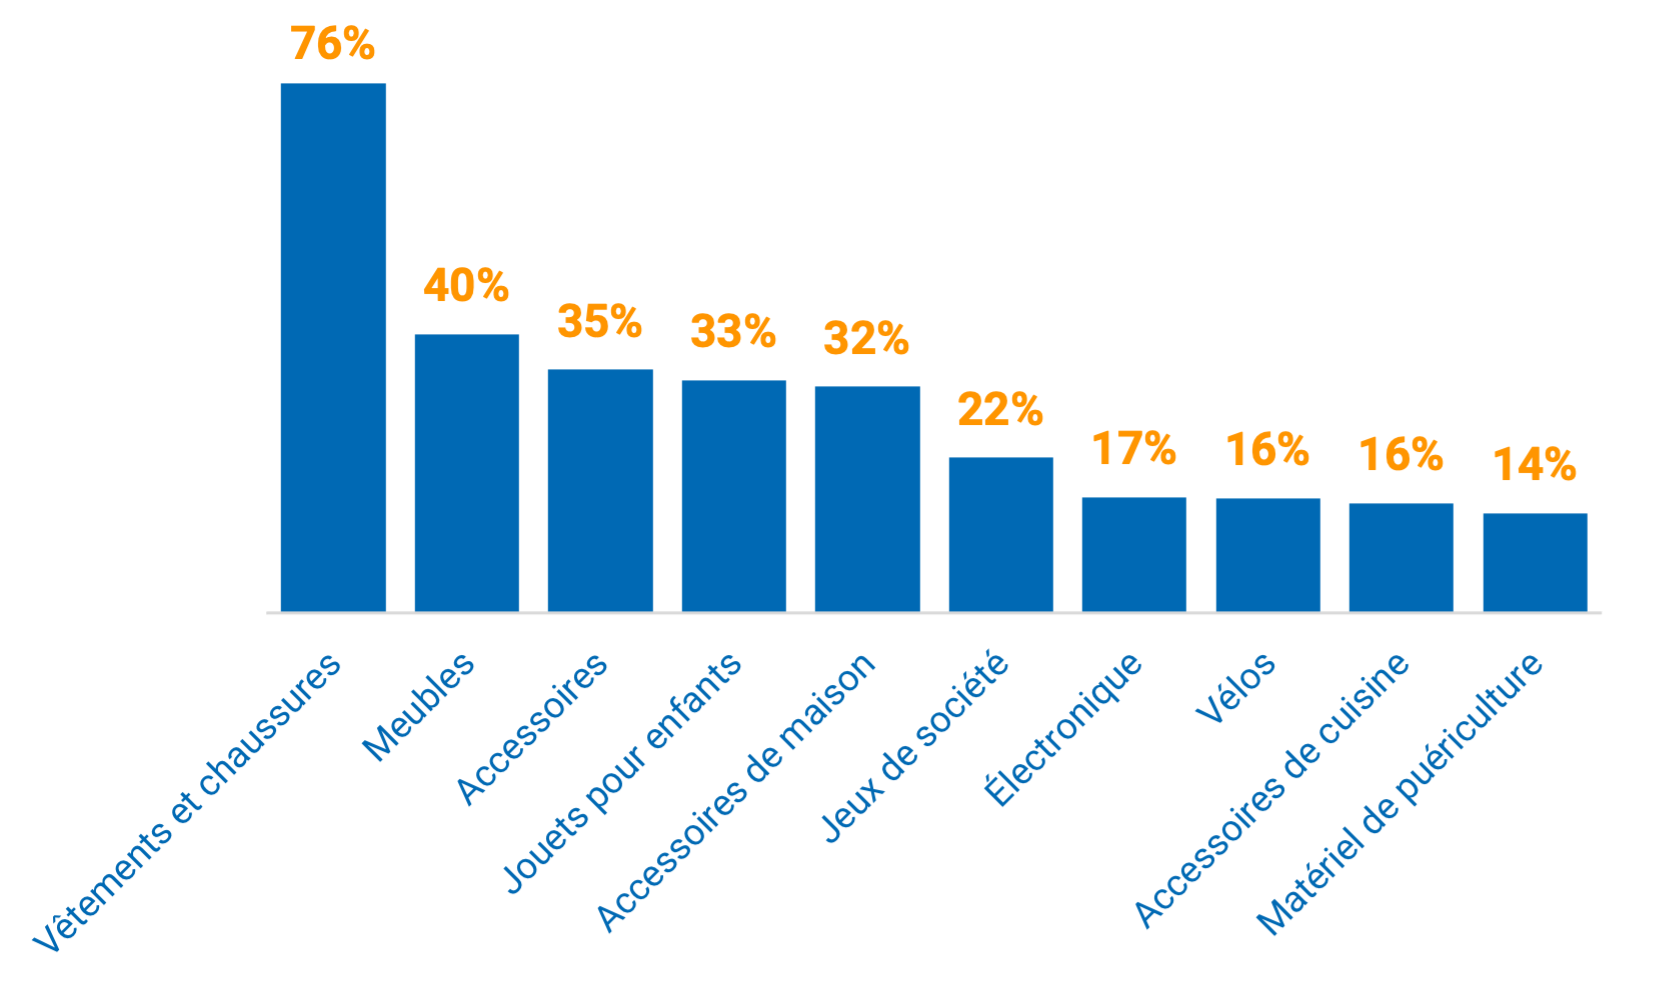 76%
40%
35%
33%
32%
22%
17%
16%
16%
14%
Vêtements et chaussures
Meubles
Accessoires
Jouets pour enfants
Accessoires de maison
Jeux de société
Électronique
Vélos
Accessoires de cuisine
Matériel de puériculture